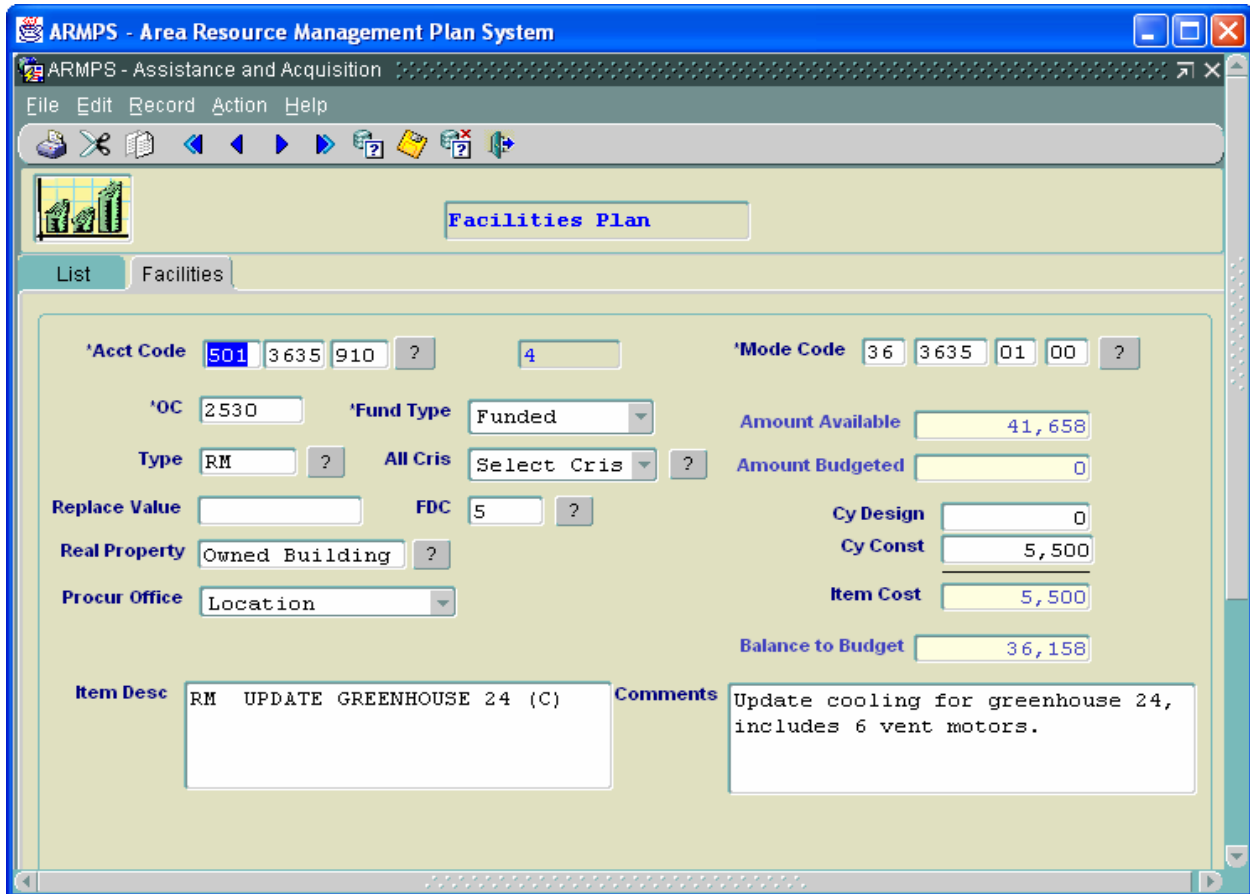 ARMPS - Area Resource Management Plan System
ARMPS - Assistance and Acquisition
File Edit Record Action Help
Facilities Plan
List Facilities
*Acct Code 501 3635 910 ? 4 *Mode Code 36 3635 01 00 ?
*OC 2530 *Fund Type Funded Amount Available 41,658
Type RM ? All Cris Select Cris ? Amount Budgeted 0
Replace Value FDC 5 ? Cy Design 0
Real Property Owned Building ? Cy Const 5,500
Procur Office Location Item Cost 5,500
Balance to Budget 36,158
Item Desc RM UPDATE GREENHOUSE 24 (C) Comments Update cooling for greenhouse 24,
includes 6 vent motors.